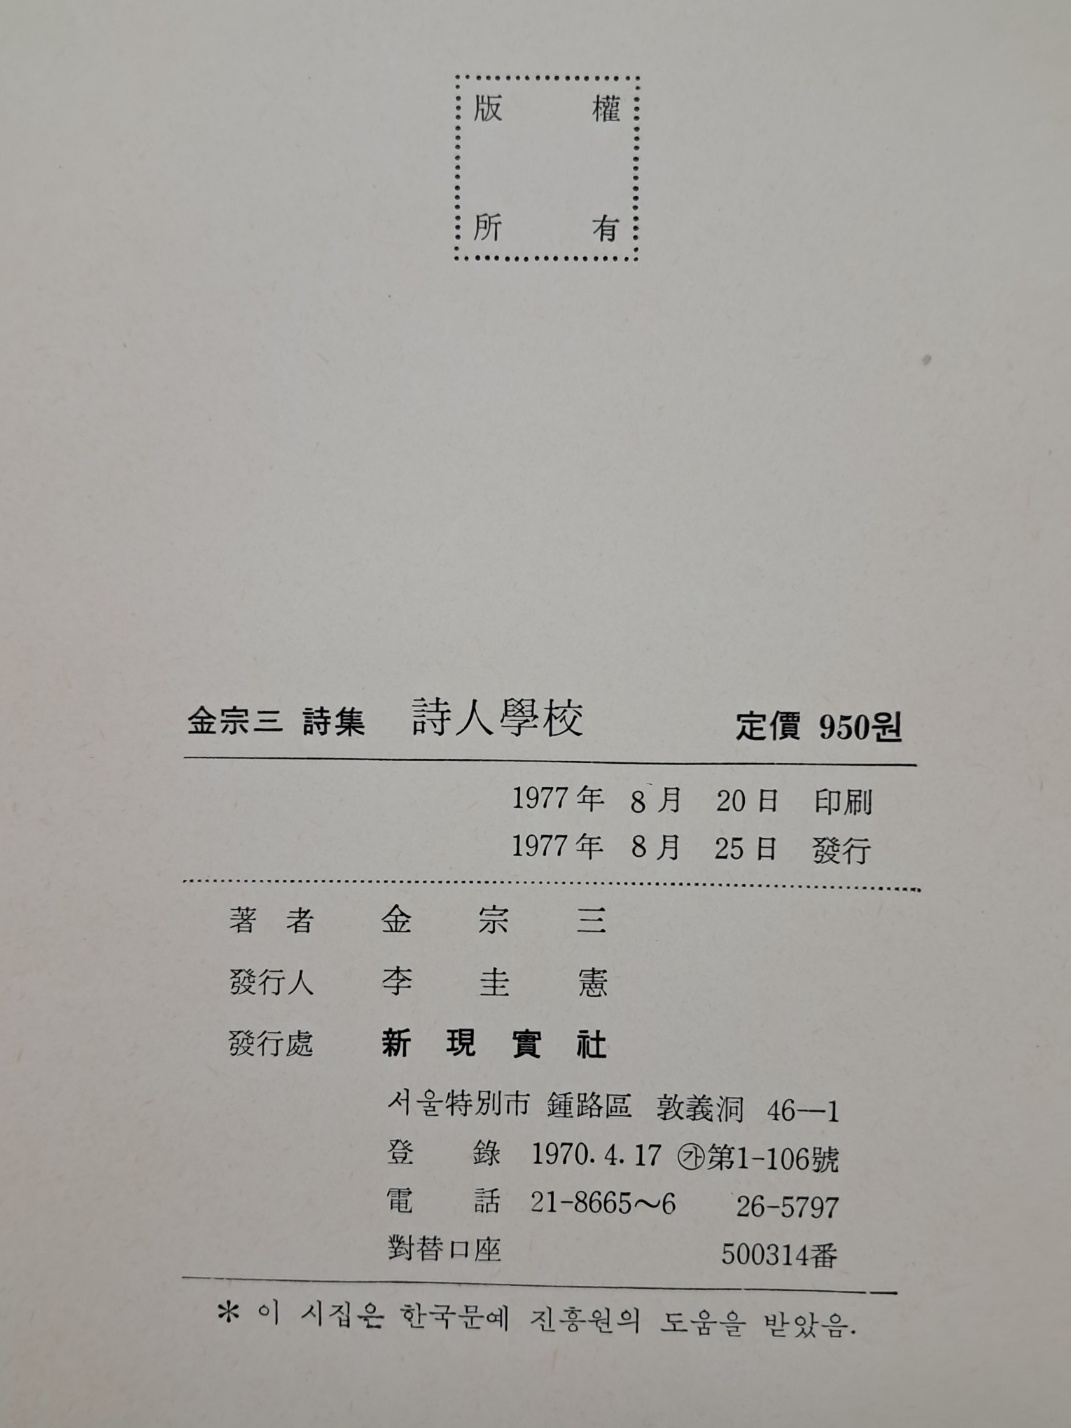 版 權
所 有
金宗三 詩集 詩人學校 定價 950원
1977年 8月 20日 印刷
1977年 8月 25日 發行
著 者 金 宗 三
發行人 李 圭 憲
發行處 新 現 實 社
서울特別市 鍾路區 敦義洞 46—1
登 錄 1970.4.17 ㉮第1-106號
電 話 21-8665~6 26-5797
對替口座 500314番
* 이 시집은 한국문예 진흥원의 도움을 받았음.